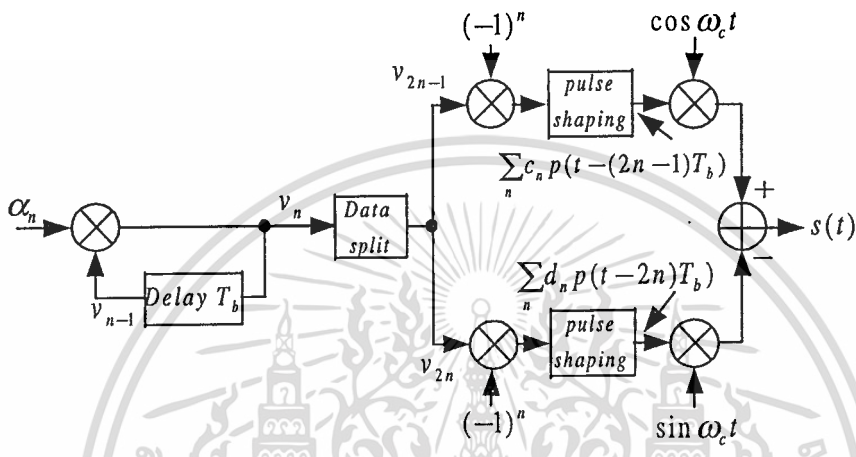 (-1)^n
cos ω_c t
v_{2n-1}
pulse
shaping
∑_n c_n p(t-(2n-1)T_b)
α_n
v_n
Data
split
+
s(t)
−
Delay T_b
v_{n-1}
∑_n d_n p(t-2n)T_b)
pulse
shaping
v_{2n}
(-1)^n
sin ω_c t